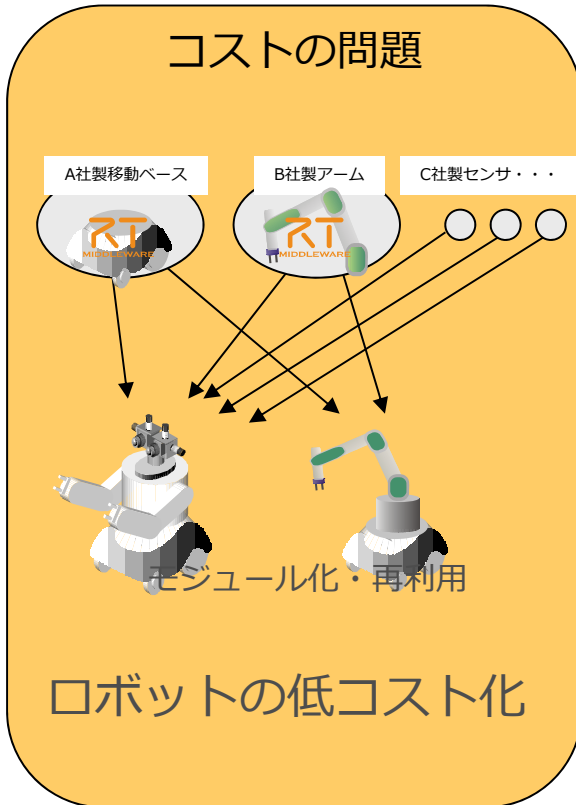 コストの問題
A社製移動ベース
B社製アーム
C社製センサ・・・
RT
MIDDLEWARE
RT
MIDDLEWARE
モジュール化・再利用
ロボットの低コスト化